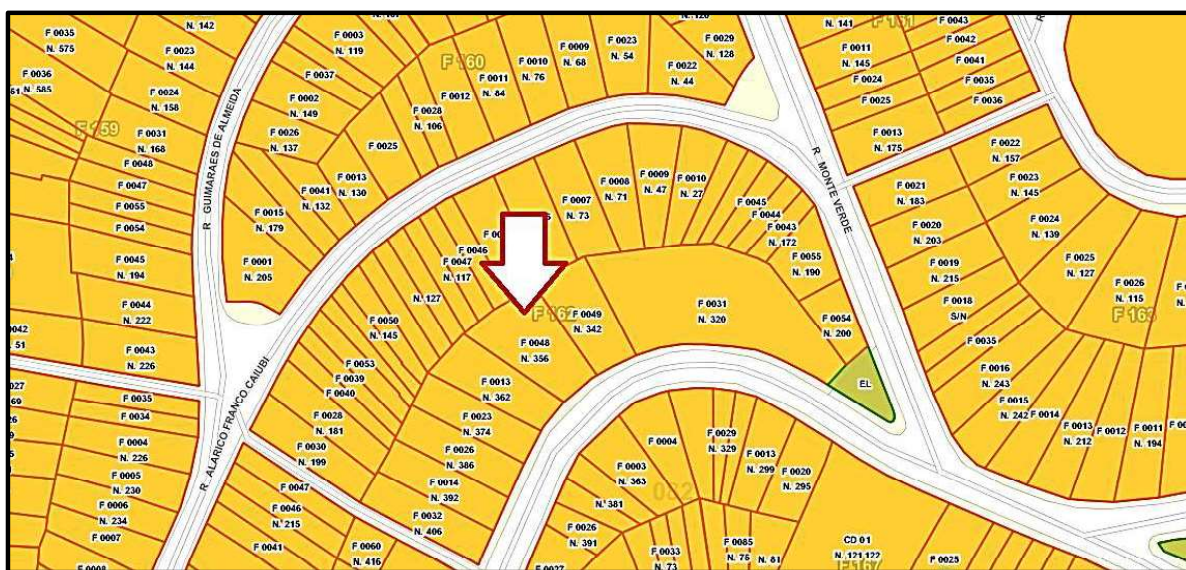 F 0035
N. 575
N. 142
F 0023
N. 144
F 0036
N. 585
F 0024
N. 158
F 159
F 0031
N. 168
F 0048
F 0047
F 0055
F 0054
F 0045
N. 194
F 0044
N. 222
F 0043
N. 226
N. 51
F 0035
F 0034
F 0004
N. 226
F 0005
N. 230
F 0006
N. 234
F 0007
R GUIMARAES DE ALMEIDA
R ALARICO FRANCO CAIUBI
F 0003
N. 119
F 0037
F 0002
N. 149
F 0026
N. 137
F 0041
N. 132
F 0013
N. 130
F 0025
F 0015
N. 179
F 0001
N. 205
F 160
F 0028
N. 106
F 0012
F 0011
N. 84
F 0010
N. 76
F 0009
N. 68
F 0023
N. 54
F 0022
N. 44
F 0029
N. 128
F 0046
F 0047
N. 117
N. 127
F 0050
N. 145
F 0053
F 0039
F 0040
F 0028
N. 181
F 0030
N. 199
F 0007
N. 73
F 0008
N. 71
F 0009
N. 47
F 0010
N. 27
F 0045
F 0044
F 0043
N. 172
F 0055
N. 190
F 0054
N. 200
F 0031
N. 320
F 162
F 0049
N. 342
F 0048
N. 356
F 0013
N. 362
F 0023
N. 374
F 0026
N. 386
F 0014
N. 392
F 0032
N. 406
F 0047
F 0046
N. 215
F 0041
F 0060
N. 416
EL
R MONTE VERDE
N. 141
F 0011
N. 145
F 0024
F 0025
F 0043
F 0042
F 0041
F 0035
F 0036
F 0013
N. 175
F 0022
N. 157
F 0021
N. 183
F 0023
N. 145
F 0020
N. 203
F 0024
N. 139
F 0019
N. 215
F 0025
N. 127
F 0018
S/N
F 0026
N. 115
F 163
F 0035
F 0016
N. 243
F 0015
N. 242
F 0014
F 0013
N. 212
F 0012
F 0011
N. 194
F 0004
F 0003
N. 363
F 0029
N. 329
F 0013
N. 299
F 0020
N. 295
082
N. 381
F 0026
N. 391
F 0033
N. 73
F 0085
N. 75
N. 81
CD 01
N. 121,122
F 167
F 0025